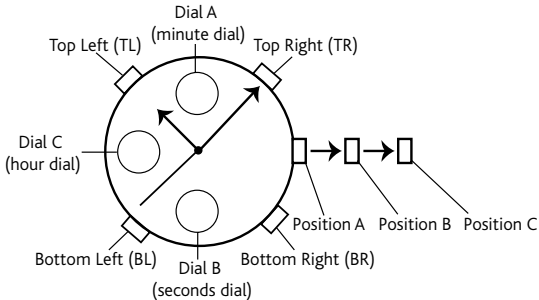 Dial A
(minute dial)
Top Left (TL)
Top Right (TR)
Dial C
(hour dial)
Position A
Position B
Position C
Bottom Left (BL)
Bottom Right (BR)
Dial B
(seconds dial)